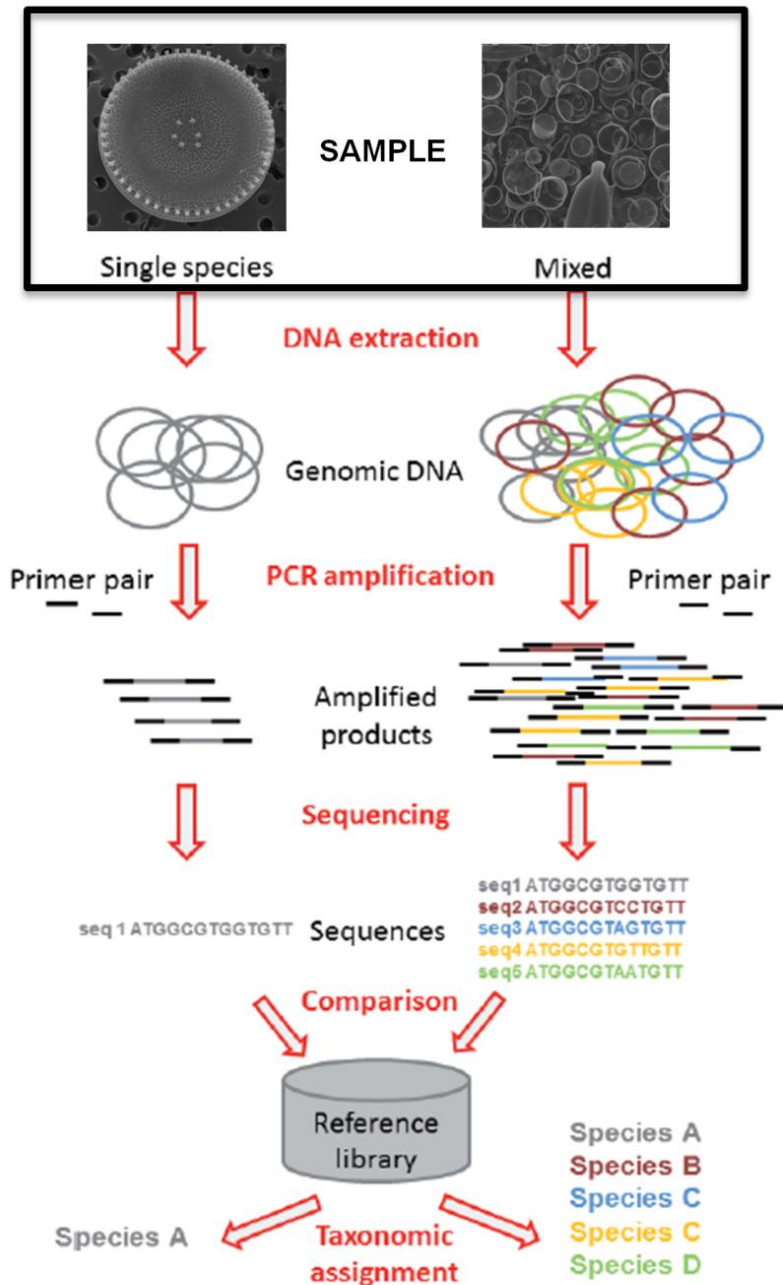 SAMPLE
Single species
Mixed
DNA extraction
Genomic DNA
Primer pair
PCR amplification
Primer pair
Amplified
products
Sequencing
seq 1 ATGGCGTGGTGTT
Sequences
seq1 ATGGCGTGGTGTT
seq2 ATGGCGTCCTGTT
seq3 ATGGCGTAGTGTT
seq4 ATGGCGTGTTGTT
seq5 ATGGCGTAATGTT
Comparison
Reference
library
Species A
Taxonomic
assignment
Species A
Species B
Species C
Species C
Species D